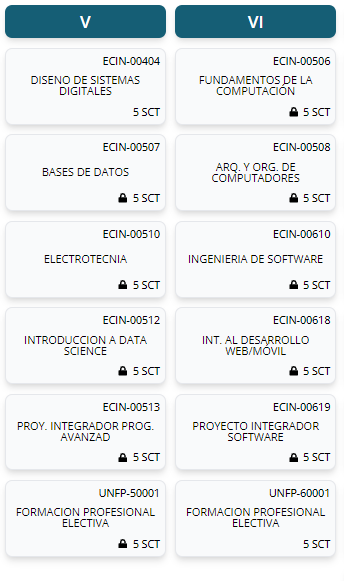 V
ECIN-00404
DISENO DE SISTEMAS
DIGITALES
5 SCT
ECIN-00507
BASES DE DATOS
5 SCT
ECIN-00510
ELECTROTECNIA
5 SCT
ECIN-00512
INTRODUCCION A DATA
SCIENCE
5 SCT
ECIN-00513
PROY. INTEGRADOR PROG.
AVANZAD
5 SCT
UNFP-50001
FORMACION PROFESIONAL
ELECTIVA
5 SCT
VI
ECIN-00506
FUNDAMENTOS DE LA
COMPUTACIÓN
5 SCT
ECIN-00508
ARQ. Y ORG. DE
COMPUTADORES
5 SCT
ECIN-00610
INGENIERIA DE SOFTWARE
5 SCT
ECIN-00618
INT. AL DESARROLLO
WEB/MÓVIL
5 SCT
ECIN-00619
PROYECTO INTEGRADOR
SOFTWARE
5 SCT
UNFP-60001
FORMACION PROFESIONAL
ELECTIVA
5 SCT